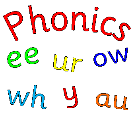 Phonics
ee ur ow
wh y au